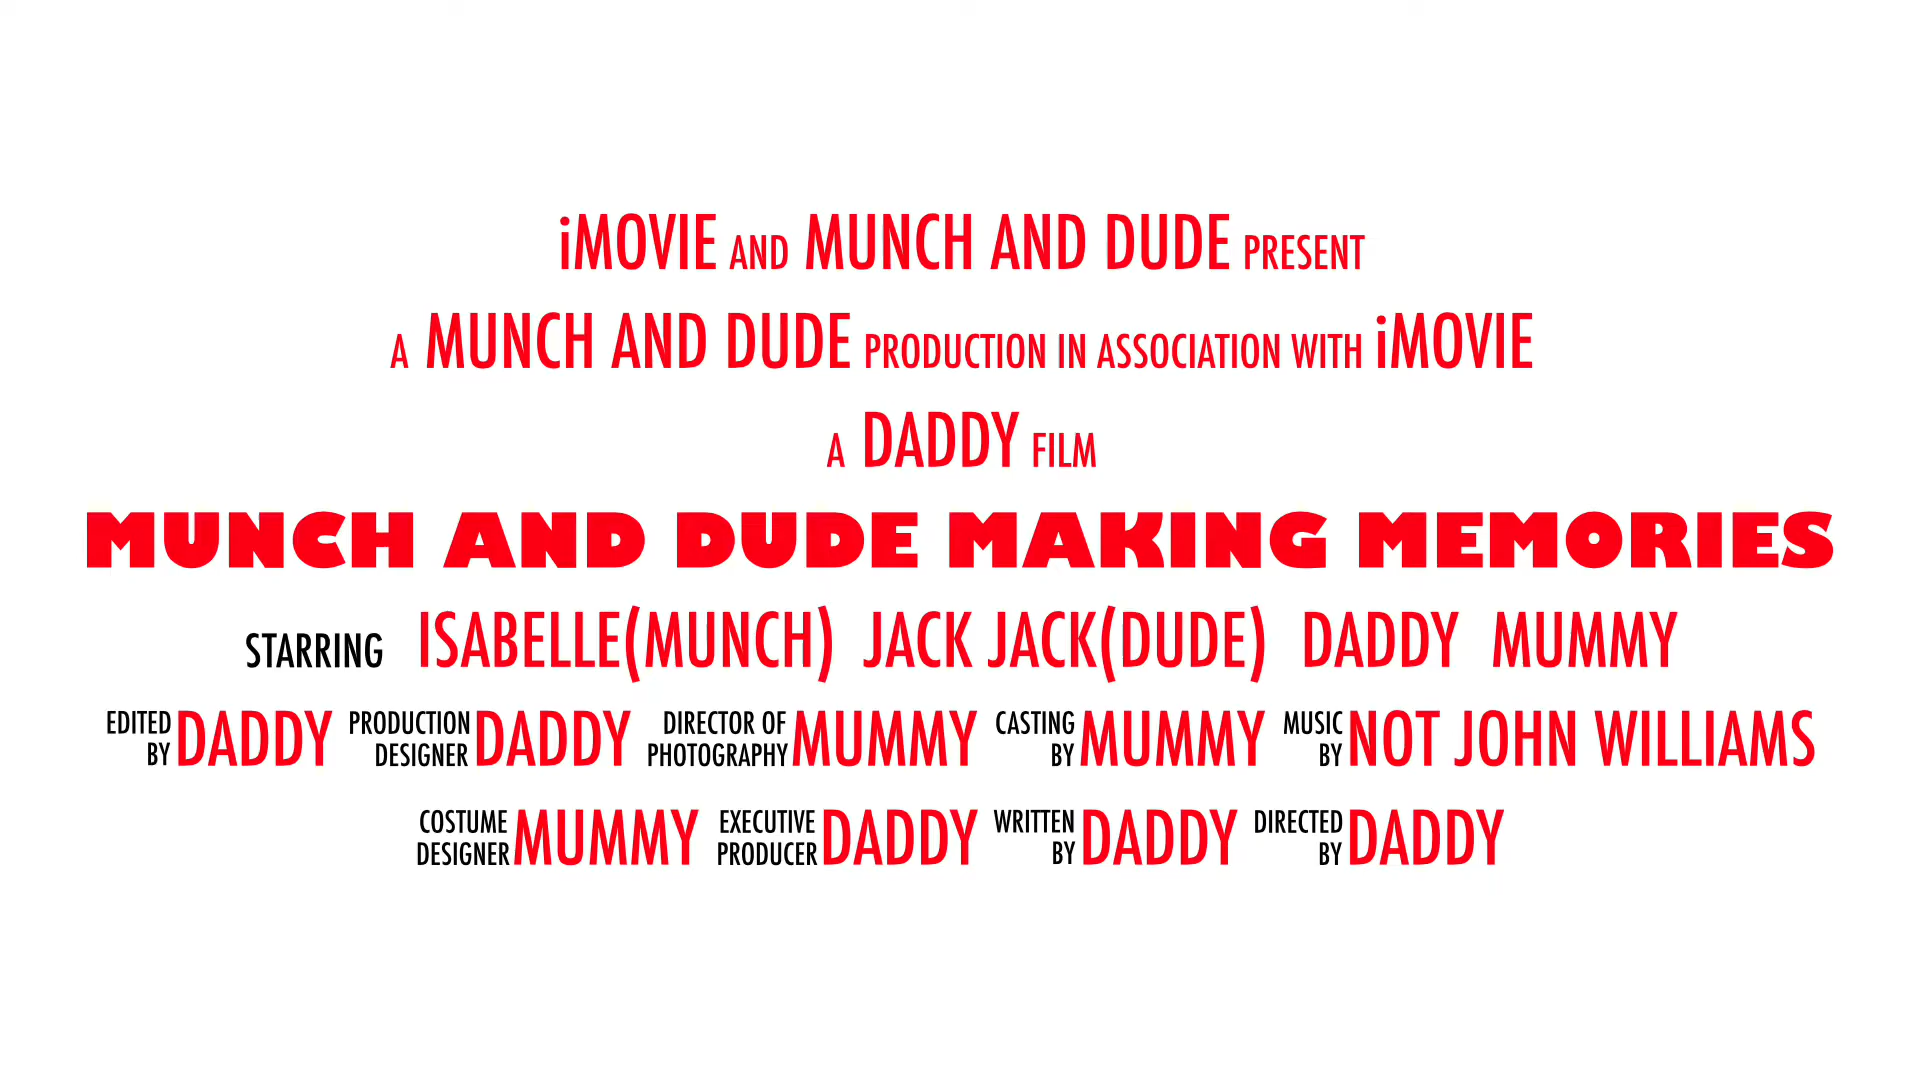 iMOVIE AND MUNCH AND DUDE PRESENT
A MUNCH AND DUDE PRODUCTION IN ASSOCIATION WITH iMOVIE
A DADDY FILM
MUNCH AND DUDE MAKING MEMORIES
STARRING ISABELLE(MUNCH) JACK JACK(DUDE) DADDY MUMMY
EDITED BY DADDY PRODUCTION DESIGNER DADDY DIRECTOR OF PHOTOGRAPHY MUMMY CASTING BY MUMMY MUSIC BY NOT JOHN WILLIAMS
COSTUME DESIGNER MUMMY EXECUTIVE PRODUCER DADDY WRITTEN BY DADDY DIRECTED BY DADDY